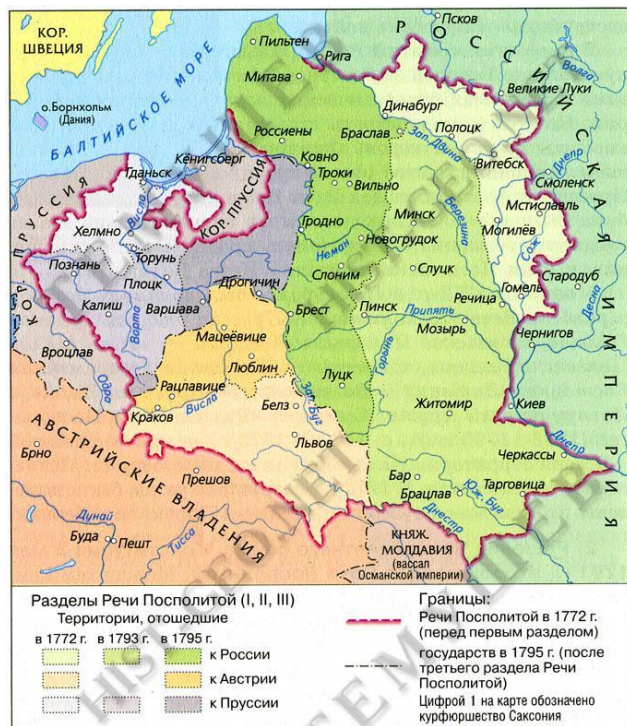 КОР.
ШВЕЦИЯ
Псков
РОССИЙСКАЯ ИМПЕРИЯ
Пильтен
Рига
Волга
Митава
Великие Луки
о.Борнхольм
(Дания)
БАЛТИЙСКОЕ МОРЕ
Динабург
Россиены
Браслав
Полоцк
Зап. Двина
Кёнигсберг
Ковно
Витебск
Днепр
Гданьск
Троки
Вильно
Смоленск
КОР. ПРУССИЯ
Висла
КОР. ПРУССИЯ
Минск
Березина
Мстиславль
Хелмно
Гродно
Могилёв
Сож
Торунь
Неман
Новогрудок
Познань
Слуцк
Стародуб
Плоцк
Дрогичин
Слоним
Десна
Калиш
Варта
Варшава
Брест
Пинск
Припять
Речица
Гомель
Мацеёвице
Мозырь
Чернигов
Вроцлав
Люблин
Горынь
Одра
Рацлавице
Луцк
Висла
Белз
Зап. Буг
Житомир
Киев
Краков
АВСТРИЙСКИЕ ВЛАДЕНИЯ
Львов
Днепр
Брно
Черкассы
Прешов
Бар
Брацлав
Юж. Буг
Тарговица
Дунай
Днестр
Буда
Пешт
Тисса
КНЯЖ.
МОЛДАВИЯ
(вассал
Османской империи)
Разделы Речи Посполитой (I, II, III)
Территории, отошедшие
в 1772 г. в 1793 г. в 1795 г.
к России
к Австрии
к Пруссии
Границы:
Речи Посполитой в 1772 г.
(перед первым разделом)
государств в 1795 г. (после
третьего раздела Речи
Посполитой)
Цифрой 1 на карте обозначено
курфюршество Саксония
HIST-GEO.NET